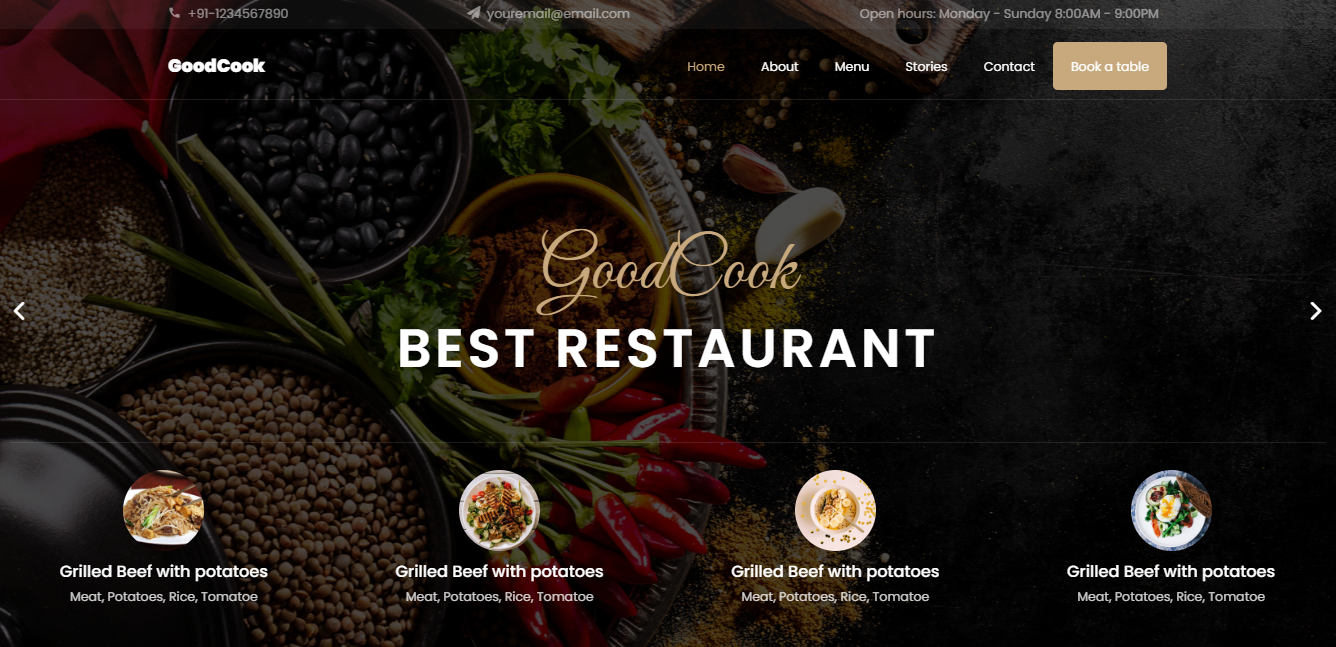 +91-1234567890 youremail@email.com Open hours: Monday - Sunday 8:00AM - 9:00PM
GoodCook Home About Menu Stories Contact Book a table
GoodCook
BEST RESTAURANT
Grilled Beef with potatoes Grilled Beef with potatoes Grilled Beef with potatoes Grilled Beef with potatoes
Meat, Potatoes, Rice, Tomatoe Meat, Potatoes, Rice, Tomatoe Meat, Potatoes, Rice, Tomatoe Meat, Potatoes, Rice, Tomatoe